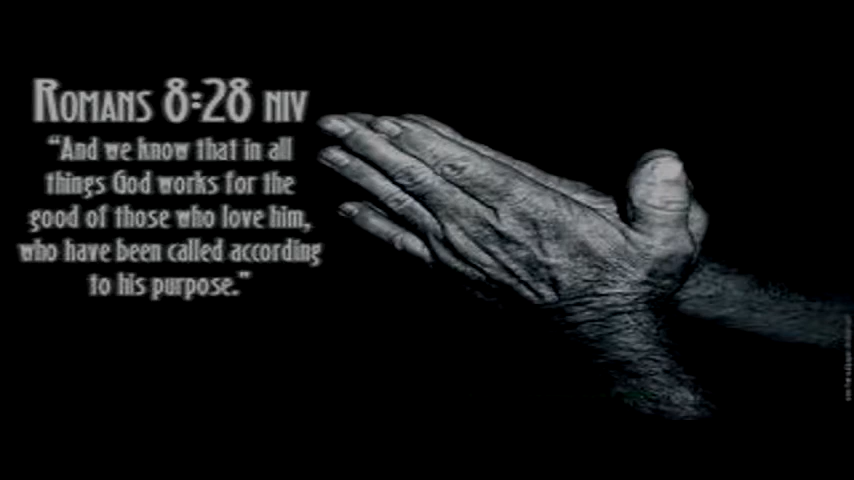 Romans 8:28 NIV
“And we know that in all
things God works for the
good of those who love him,
who have been called according
to his purpose.”